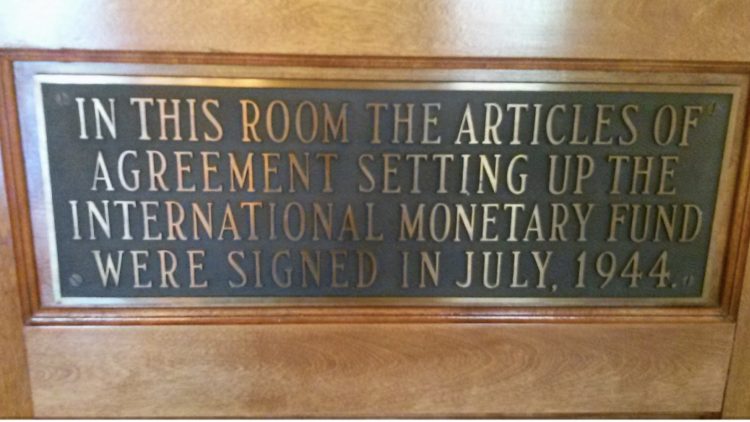 IN THIS ROOM THE ARTICLES OF
AGREEMENT SETTING UP THE
INTERNATIONAL MONETARY FUND
WERE SIGNED IN JULY, 1944.